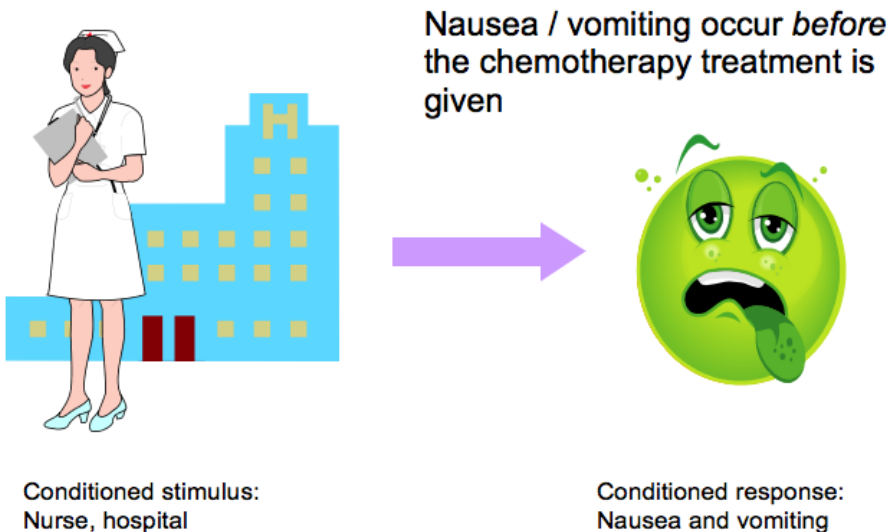 Nausea / vomiting occur before
the chemotherapy treatment is
given
H
Conditioned stimulus:
Nurse, hospital
Conditioned response:
Nausea and vomiting